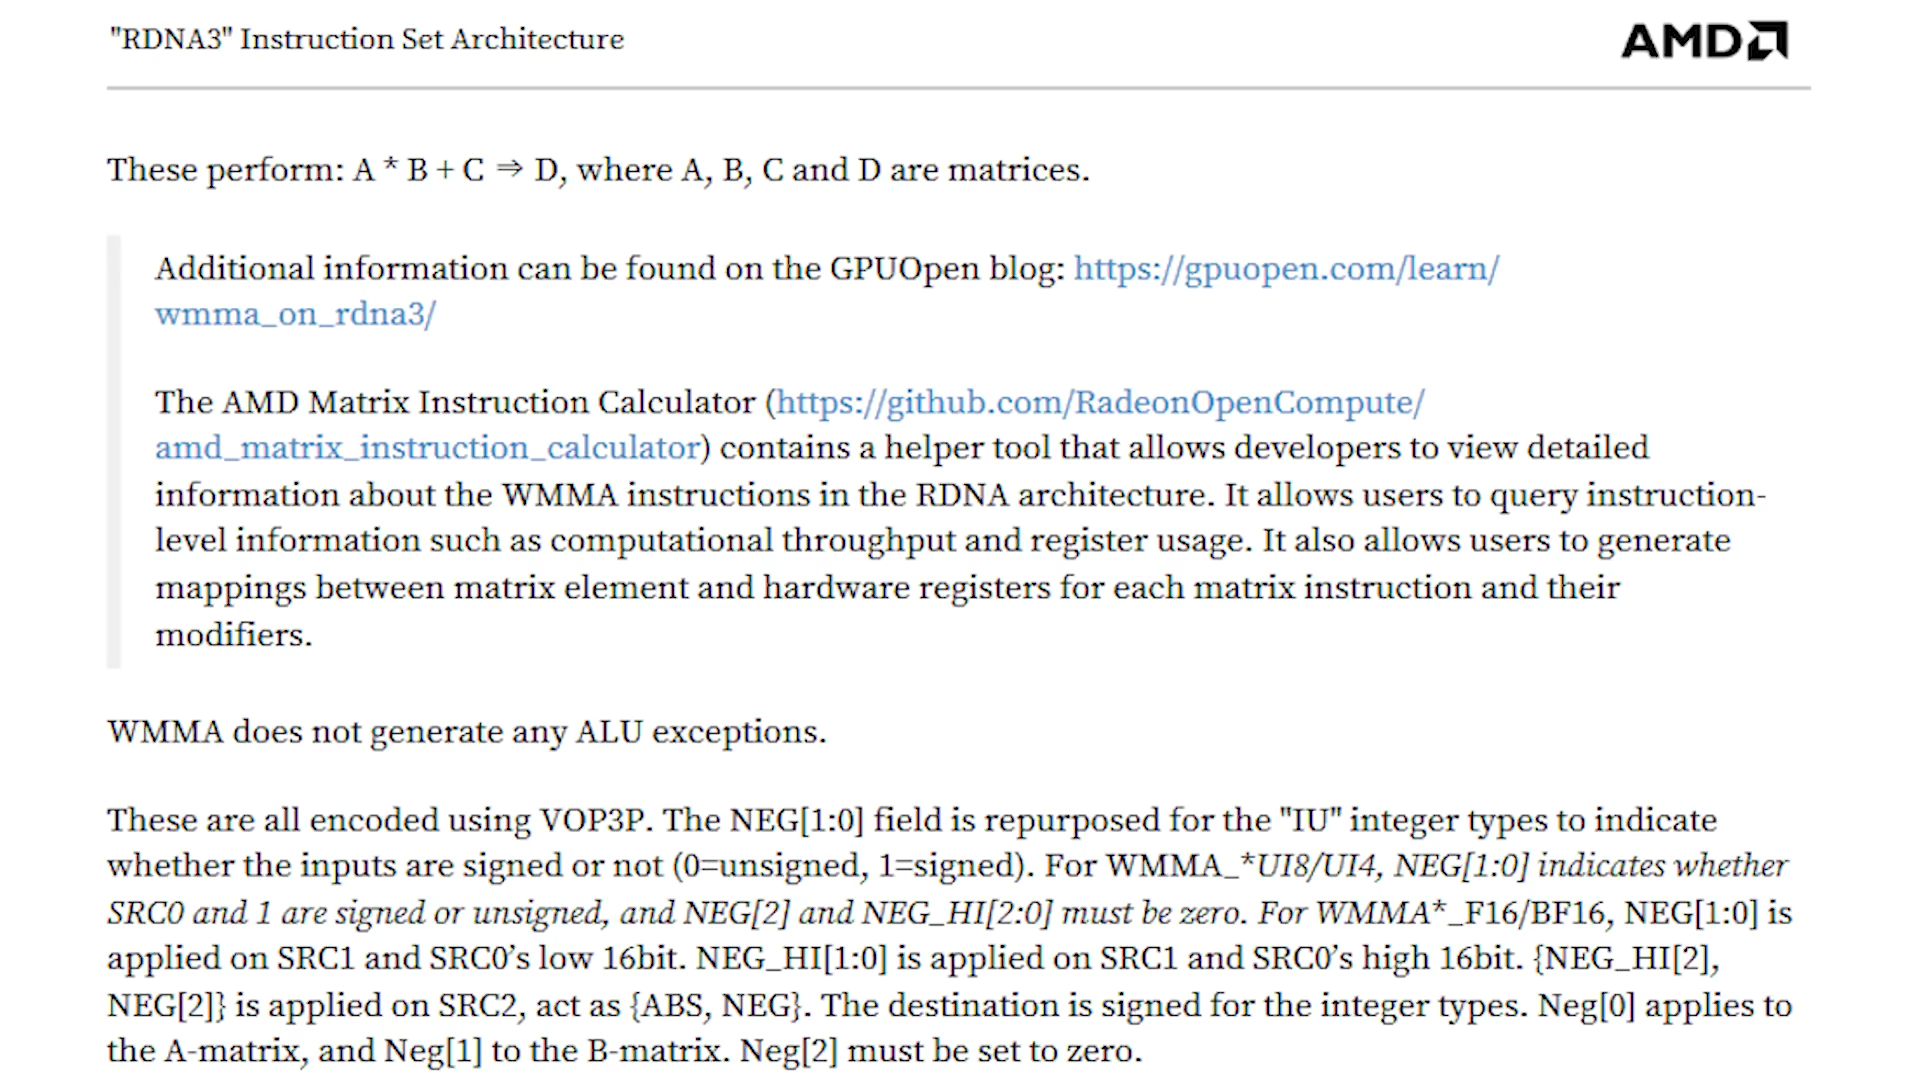 "RDNA3" Instruction Set Architecture
AMD
These perform: A * B + C ⇒ D, where A, B, C and D are matrices.
Additional information can be found on the GPUOpen blog: https://gpuopen.com/learn/
wmma_on_rdna3/
The AMD Matrix Instruction Calculator (https://github.com/RadeonOpenCompute/
amd_matrix_instruction_calculator) contains a helper tool that allows developers to view detailed
information about the WMMA instructions in the RDNA architecture. It allows users to query instruction-
level information such as computational throughput and register usage. It also allows users to generate
mappings between matrix element and hardware registers for each matrix instruction and their
modifiers.
WMMA does not generate any ALU exceptions.
These are all encoded using VOP3P. The NEG[1:0] field is repurposed for the "IU" integer types to indicate
whether the inputs are signed or not (0=unsigned, 1=signed). For WMMA_*UI8/UI4, NEG[1:0] indicates whether
SRC0 and 1 are signed or unsigned, and NEG[2] and NEG_HI[2:0] must be zero. For WMMA*_F16/BF16, NEG[1:0] is
applied on SRC1 and SRC0’s low 16bit. NEG_HI[1:0] is applied on SRC1 and SRC0’s high 16bit. {NEG_HI[2],
NEG[2]} is applied on SRC2, act as {ABS, NEG}. The destination is signed for the integer types. Neg[0] applies to
the A-matrix, and Neg[1] to the B-matrix. Neg[2] must be set to zero.